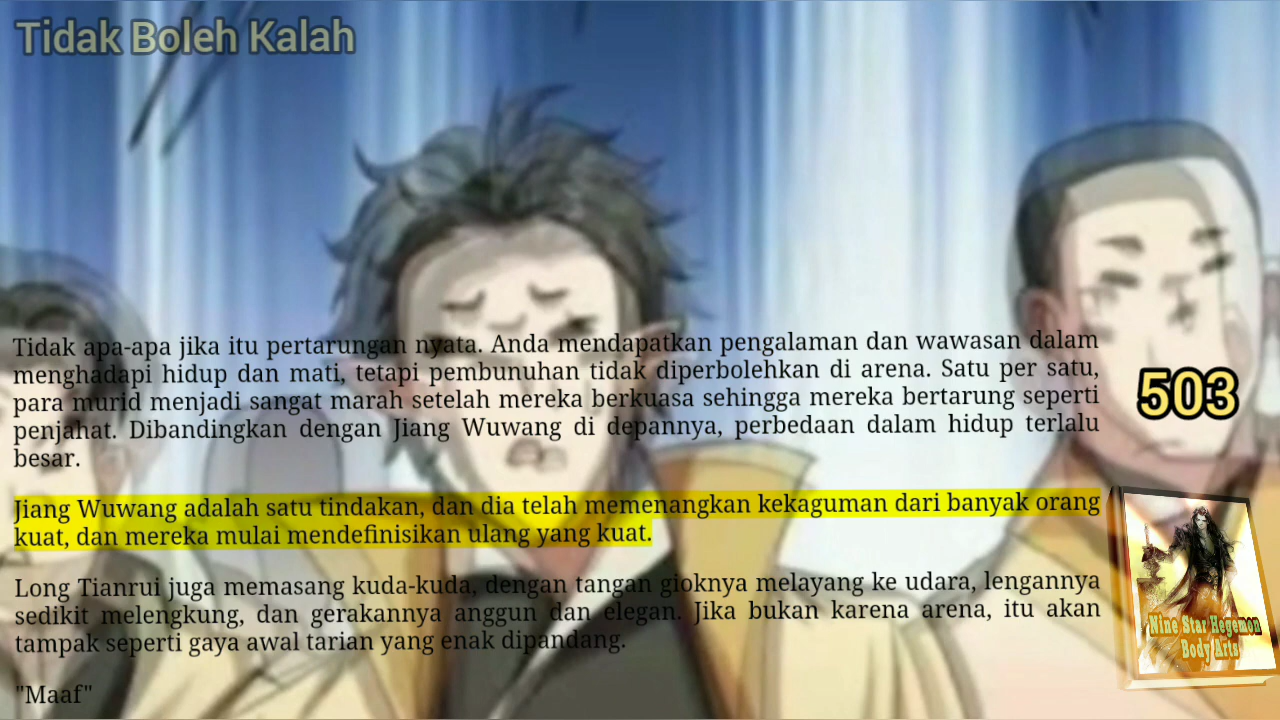 Tidak Boleh Kalah
Tidak apa-apa jika itu pertarungan nyata. Anda mendapatkan pengalaman dan wawasan dalam
menghadapi hidup dan mati, tetapi pembunuhan tidak diperbolehkan di arena. Satu per satu,
para murid menjadi sangat marah setelah mereka berkuasa sehingga mereka bertarung seperti
penjahat. Dibandingkan dengan Jiang Wuwang di depannya, perbedaan dalam hidup terlalu
besar.
503
Jiang Wuwang adalah satu tindakan, dan dia telah memenangkan kekaguman dari banyak orang
kuat, dan mereka mulai mendefinisikan ulang yang kuat.
Long Tianrui juga memasang kuda-kuda, dengan tangan gioknya melayang ke udara, lengannya
sedikit melengkung, dan gerakannya anggun dan elegan. Jika bukan karena arena, itu akan
tampak seperti gaya awal tarian yang enak dipandang.
"Maaf"
Nine Star Hegemon
Body Arts